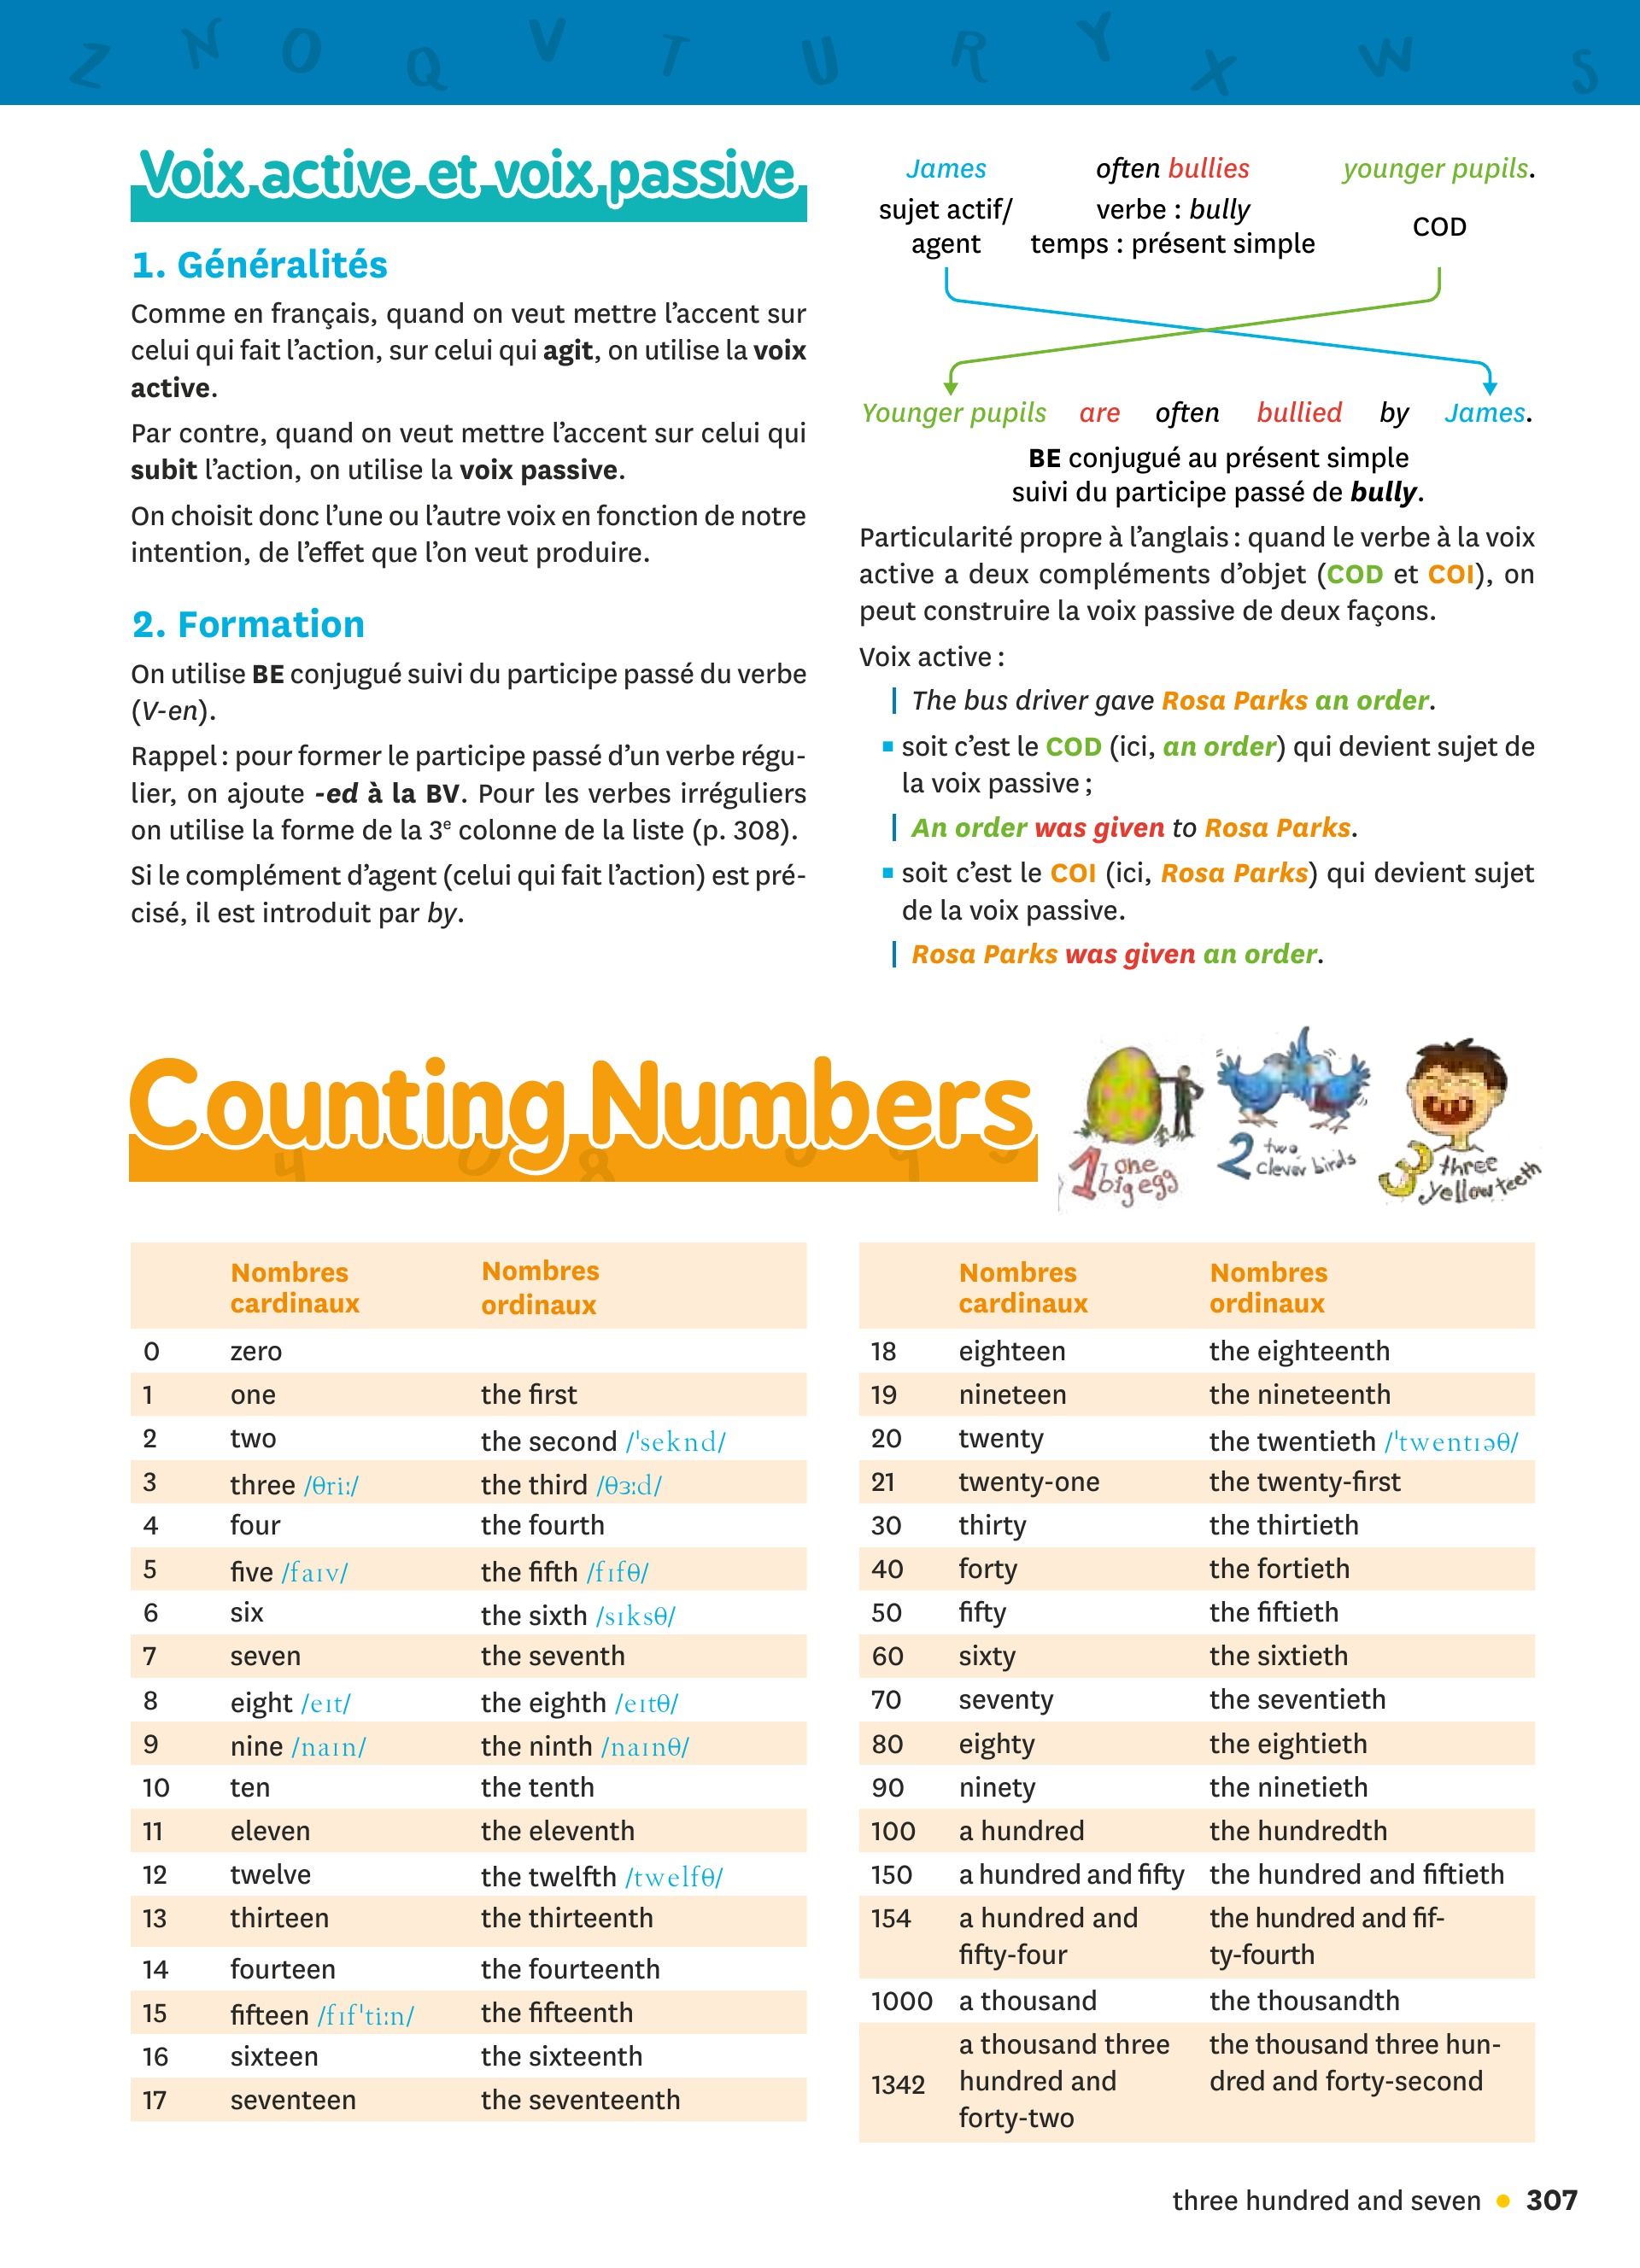 Z N O Q V T U R Y X W S
Voix active et voix passive
1. Généralités
Comme en français, quand on veut mettre l’accent sur
celui qui fait l’action, sur celui qui agit, on utilise la voix
active.
Par contre, quand on veut mettre l’accent sur celui qui
subit l’action, on utilise la voix passive.
On choisit donc l’une ou l’autre voix en fonction de notre
intention, de l’effet que l’on veut produire.
2. Formation
On utilise BE conjugué suivi du participe passé du verbe
(V-en).
Rappel : pour former le participe passé d’un verbe régu-
lier, on ajoute -ed à la BV. Pour les verbes irréguliers
on utilise la forme de la 3e colonne de la liste (p. 308).
Si le complément d’agent (celui qui fait l’action) est pré-
cisé, il est introduit par by.
James often bullies younger pupils.
sujet actif/ verbe : bully COD
agent temps : présent simple
Younger pupils are often bullied by James.
BE conjugué au présent simple
suivi du participe passé de bully.
Particularité propre à l’anglais : quand le verbe à la voix
active a deux compléments d’objet (COD et COI), on
peut construire la voix passive de deux façons.
Voix active :
The bus driver gave Rosa Parks an order.
soit c’est le COD (ici, an order) qui devient sujet de
la voix passive ;
An order was given to Rosa Parks.
soit c’est le COI (ici, Rosa Parks) qui devient sujet
de la voix passive.
Rosa Parks was given an order.
Counting Numbers
1 one
big egg
2 two
clever birds
3 three
yellow teeth
Nombres Nombres
cardinaux ordinaux
0 zero
1 one the first
2 two the second /ˈseknd/
3 three /θriː/ the third /θɜːd/
4 four the fourth
5 five /faɪv/ the fifth /fɪfθ/
6 six the sixth /sɪksθ/
7 seven the seventh
8 eight /eɪt/ the eighth /eɪtθ/
9 nine /naɪn/ the ninth /naɪnθ/
10 ten the tenth
11 eleven the eleventh
12 twelve the twelfth /twelfθ/
13 thirteen the thirteenth
14 fourteen the fourteenth
15 fifteen /fɪfˈtiːn/ the fifteenth
16 sixteen the sixteenth
17 seventeen the seventeenth
Nombres Nombres
cardinaux ordinaux
18 eighteen the eighteenth
19 nineteen the nineteenth
20 twenty the twentieth /ˈtwentɪəθ/
21 twenty-one the twenty-first
30 thirty the thirtieth
40 forty the fortieth
50 fifty the fiftieth
60 sixty the sixtieth
70 seventy the seventieth
80 eighty the eightieth
90 ninety the ninetieth
100 a hundred the hundredth
150 a hundred and fifty the hundred and fiftieth
154 a hundred and the hundred and fif-
fifty-four ty-fourth
1000 a thousand the thousandth
a thousand three the thousand three hun-
1342 hundred and dred and forty-second
forty-two
three hundred and seven • 307